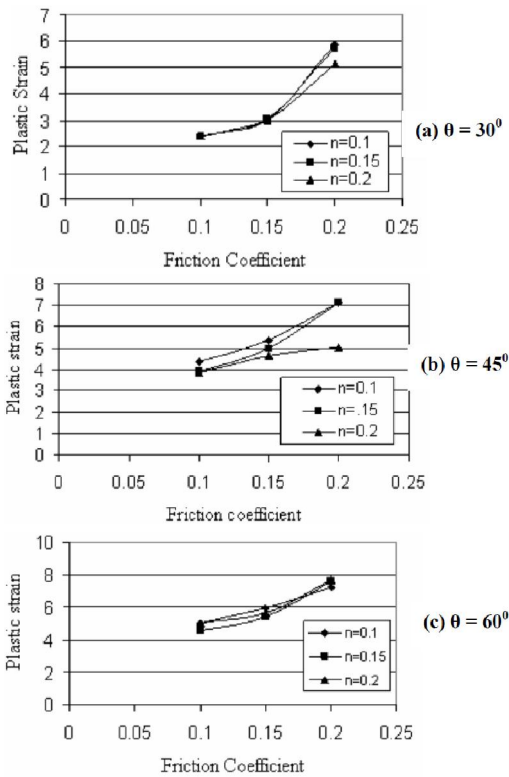 7
6
5
4
3
2
1
0
Plastic Strain
n=0.1
n=0.15
n=0.2
0 0.05 0.1 0.15 0.2 0.25
Friction Coefficient
(a) θ = 30⁰
8
7
6
5
4
3
2
1
0
Plastic strain
n=0.1
n=.15
n=0.2
0 0.05 0.1 0.15 0.2 0.25
Friction coefficient
(b) θ = 45⁰
10
8
6
4
2
0
Plastic strain
n=0.1
n=0.15
n=0.2
0 0.05 0.1 0.15 0.2 0.25
Friction Coefficient
(c) θ = 60⁰